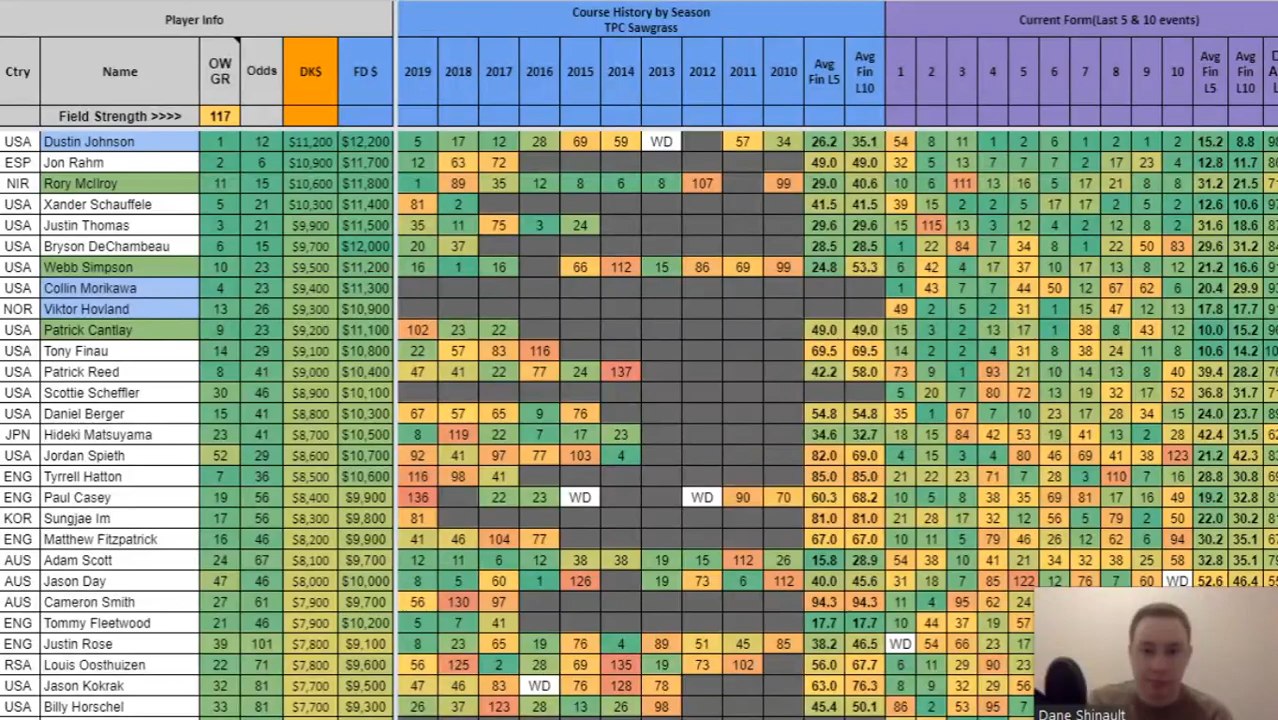 Player Info
Course History by Season
TPC Sawgrass
Current Form(Last 5 & 10 events)
Ctry Name OW GR Odds DK$ FD $ 2019 2018 2017 2016 2015 2014 2013 2012 2011 2010 Avg Fin L5 Avg Fin L10 1 2 3 4 5 6 7 8 9 10 Avg Fin L5 Avg Fin L10
Field Strength >>>> 117
USA Dustin Johnson 1 12 $11,200 $12,200 5 17 12 28 69 59 WD 57 34 26.2 35.1 54 8 11 1 2 6 1 2 1 2 15.2 8.8
ESP Jon Rahm 2 6 $10,900 $11,700 12 63 72 49.0 49.0 32 5 13 7 7 7 2 17 23 4 12.8 11.7
NIR Rory McIlroy 11 15 $10,600 $11,800 1 89 35 12 8 6 8 107 99 29.0 40.6 10 6 111 13 16 5 17 21 8 8 31.2 21.5
USA Xander Schauffele 5 21 $10,300 $11,400 81 2 41.5 41.5 39 15 2 2 5 17 17 2 5 2 12.6 10.6
USA Justin Thomas 3 21 $9,900 $11,500 35 11 75 3 24 29.6 29.6 15 115 13 3 12 4 2 12 8 2 31.6 18.6
USA Bryson DeChambeau 6 15 $9,700 $12,000 20 37 28.5 28.5 1 22 84 7 34 8 1 22 50 83 29.6 31.2
USA Webb Simpson 10 23 $9,500 $11,200 16 1 16 66 112 15 86 69 99 24.8 53.3 6 42 4 17 37 10 17 13 8 12 21.2 16.6
USA Collin Morikawa 4 23 $9,400 $11,300 1 43 7 7 44 50 12 67 62 6 20.4 29.9
NOR Viktor Hovland 13 26 $9,300 $10,900 49 2 5 2 31 1 15 47 12 13 17.8 17.7
USA Patrick Cantlay 9 23 $9,200 $11,100 102 23 22 49.0 49.0 15 3 2 13 17 1 38 8 43 12 10.0 15.2
USA Tony Finau 14 29 $9,100 $10,800 22 57 83 116 69.5 69.5 14 2 2 4 31 8 38 24 11 8 10.6 14.2
USA Patrick Reed 8 41 $9,000 $10,400 47 41 22 77 24 137 42.2 58.0 73 9 1 93 21 10 14 13 8 40 39.4 28.2
USA Scottie Scheffler 30 46 $8,900 $10,100 5 20 7 80 72 13 19 32 17 52 36.8 31.7
USA Daniel Berger 15 41 $8,800 $10,300 67 57 65 9 76 54.8 54.8 35 1 67 7 10 23 17 28 34 15 24.0 23.7
JPN Hideki Matsuyama 23 41 $8,700 $10,500 8 119 22 7 17 23 34.6 32.7 18 15 84 42 53 19 41 13 2 28 42.4 31.5
USA Jordan Spieth 52 29 $8,600 $10,700 92 41 97 77 103 4 82.0 69.0 4 15 3 4 80 46 69 41 38 123 21.2 42.3
ENG Tyrrell Hatton 7 36 $8,500 $10,600 116 98 41 85.0 85.0 21 22 23 71 7 28 3 110 7 16 28.8 30.8
ENG Paul Casey 19 56 $8,400 $9,900 136 22 23 WD WD 90 70 60.3 68.2 10 5 8 38 35 69 81 17 16 49 19.2 32.8
KOR Sungjae Im 17 56 $8,300 $9,800 81 81.0 81.0 21 28 17 32 12 56 5 79 2 50 22.0 30.2
ENG Matthew Fitzpatrick 16 46 $8,200 $9,900 41 46 104 77 67.0 67.0 10 11 5 79 46 26 12 62 6 94 30.2 35.1
AUS Adam Scott 24 67 $8,100 $9,700 12 11 6 12 38 38 19 15 112 26 15.8 28.9 54 38 10 41 21 34 32 38 25 58 32.8 35.1
AUS Jason Day 47 46 $8,000 $10,000 8 5 60 1 126 19 73 6 112 40.0 45.6 31 18 7 85 122 12 76 7 60 WD 52.6 46.4
AUS Cameron Smith 27 61 $7,900 $9,700 56 130 97 94.3 94.3 11 4 95 62 24
ENG Tommy Fleetwood 21 46 $7,900 $10,200 5 7 41 17.7 17.7 10 44 37 19 57
ENG Justin Rose 39 101 $7,800 $9,100 8 23 65 19 76 4 89 51 45 85 38.2 46.5 WD 54 66 23 17
RSA Louis Oosthuizen 22 71 $7,800 $9,600 56 125 2 28 69 135 19 73 102 56.0 67.7 6 11 29 90 23
USA Jason Kokrak 32 81 $7,700 $9,500 47 46 83 WD 76 128 78 63.0 76.3 8 9 32 29 56
USA Billy Horschel 33 81 $7,700 $9,300 26 37 123 28 13 26 98 45.4 50.1 86 2 53 95 7
Dane Shinault